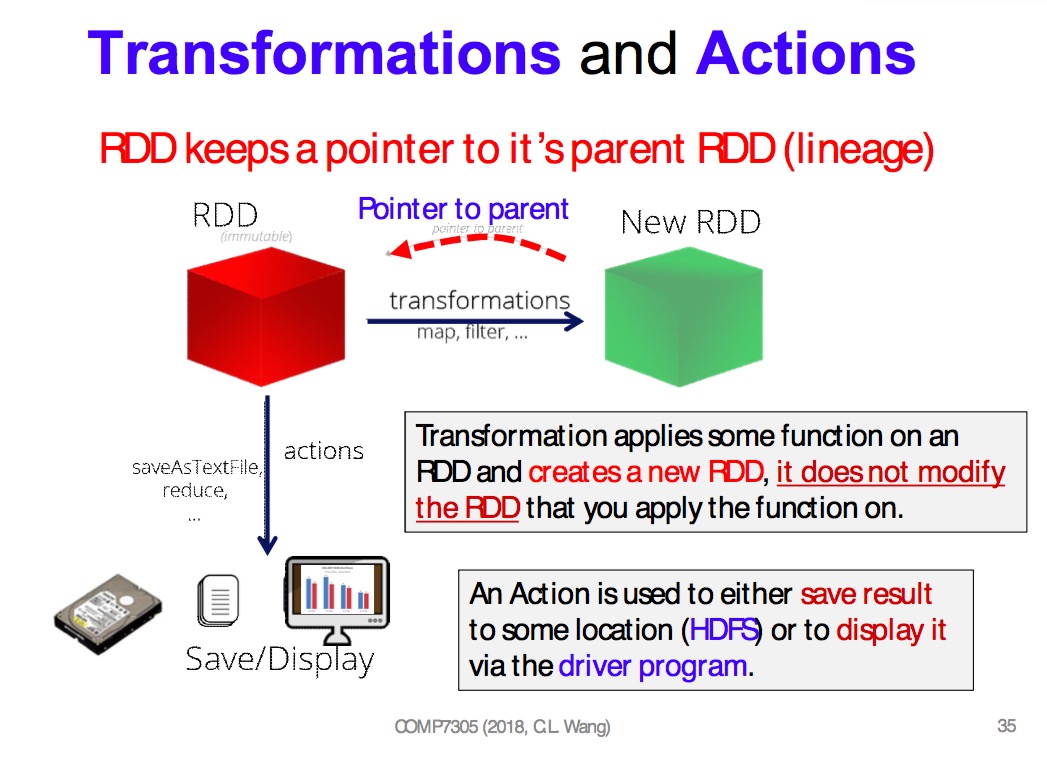 Transformations and Actions
RDD keeps a pointer to it's parent RDD (lineage)
RDD
(immutable)
Pointer to parent
pointer to parent
New RDD
transformations
map, filter, ...
actions
saveAsTextFile,
reduce,
...
Transformation applies some function on an
RDD and creates a new RDD, it does not modify
the RDD that you apply the function on.
Save/Display
An Action is used to either save result
to some location (HDFS) or to display it
via the driver program.
COMP7305 (2018, C.L. Wang)
35